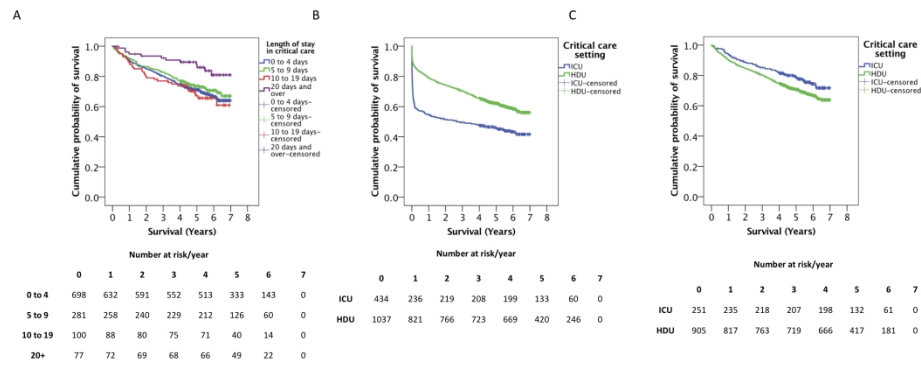 A
Cumulative probability of survival
1.0
0.8
0.6
0.4
0.2
0.0
0 1 2 3 4 5 6 7 8
Survival (Years)
Length of stay
in critical care
0 to 4 days
5 to 9 days
10 to 19 days
20 days and
over
0 to 4 days-
censored
5 to 9 days-
censored
10 to 19 days-
censored
20 days and
over-censored
Number at risk/year
0 1 2 3 4 5 6 7
0 to 4 698 632 591 552 513 333 143 0
5 to 9 281 258 240 229 212 126 60 0
10 to 19 100 88 80 75 71 40 14 0
20+ 77 72 69 68 66 49 22 0
B
Cumulative probability of survival
1.0
0.8
0.6
0.4
0.2
0.0
0 1 2 3 4 5 6 7 8
Survival (Years)
Critical care
setting
ICU
HDU
ICU-censored
HDU-censored
Number at risk/year
0 1 2 3 4 5 6 7
ICU 434 236 219 208 199 133 60 0
HDU 1037 821 766 723 669 420 246 0
C
Cumulative probability of survival
1.0
0.8
0.6
0.4
0.2
0.0
0 1 2 3 4 5 6 7 8
Survival (Years)
Critical care
setting
ICU
HDU
ICU-censored
HDU-censored
Number at risk/year
0 1 2 3 4 5 6 7
ICU 251 235 218 207 198 132 61 0
HDU 905 817 763 719 666 417 181 0